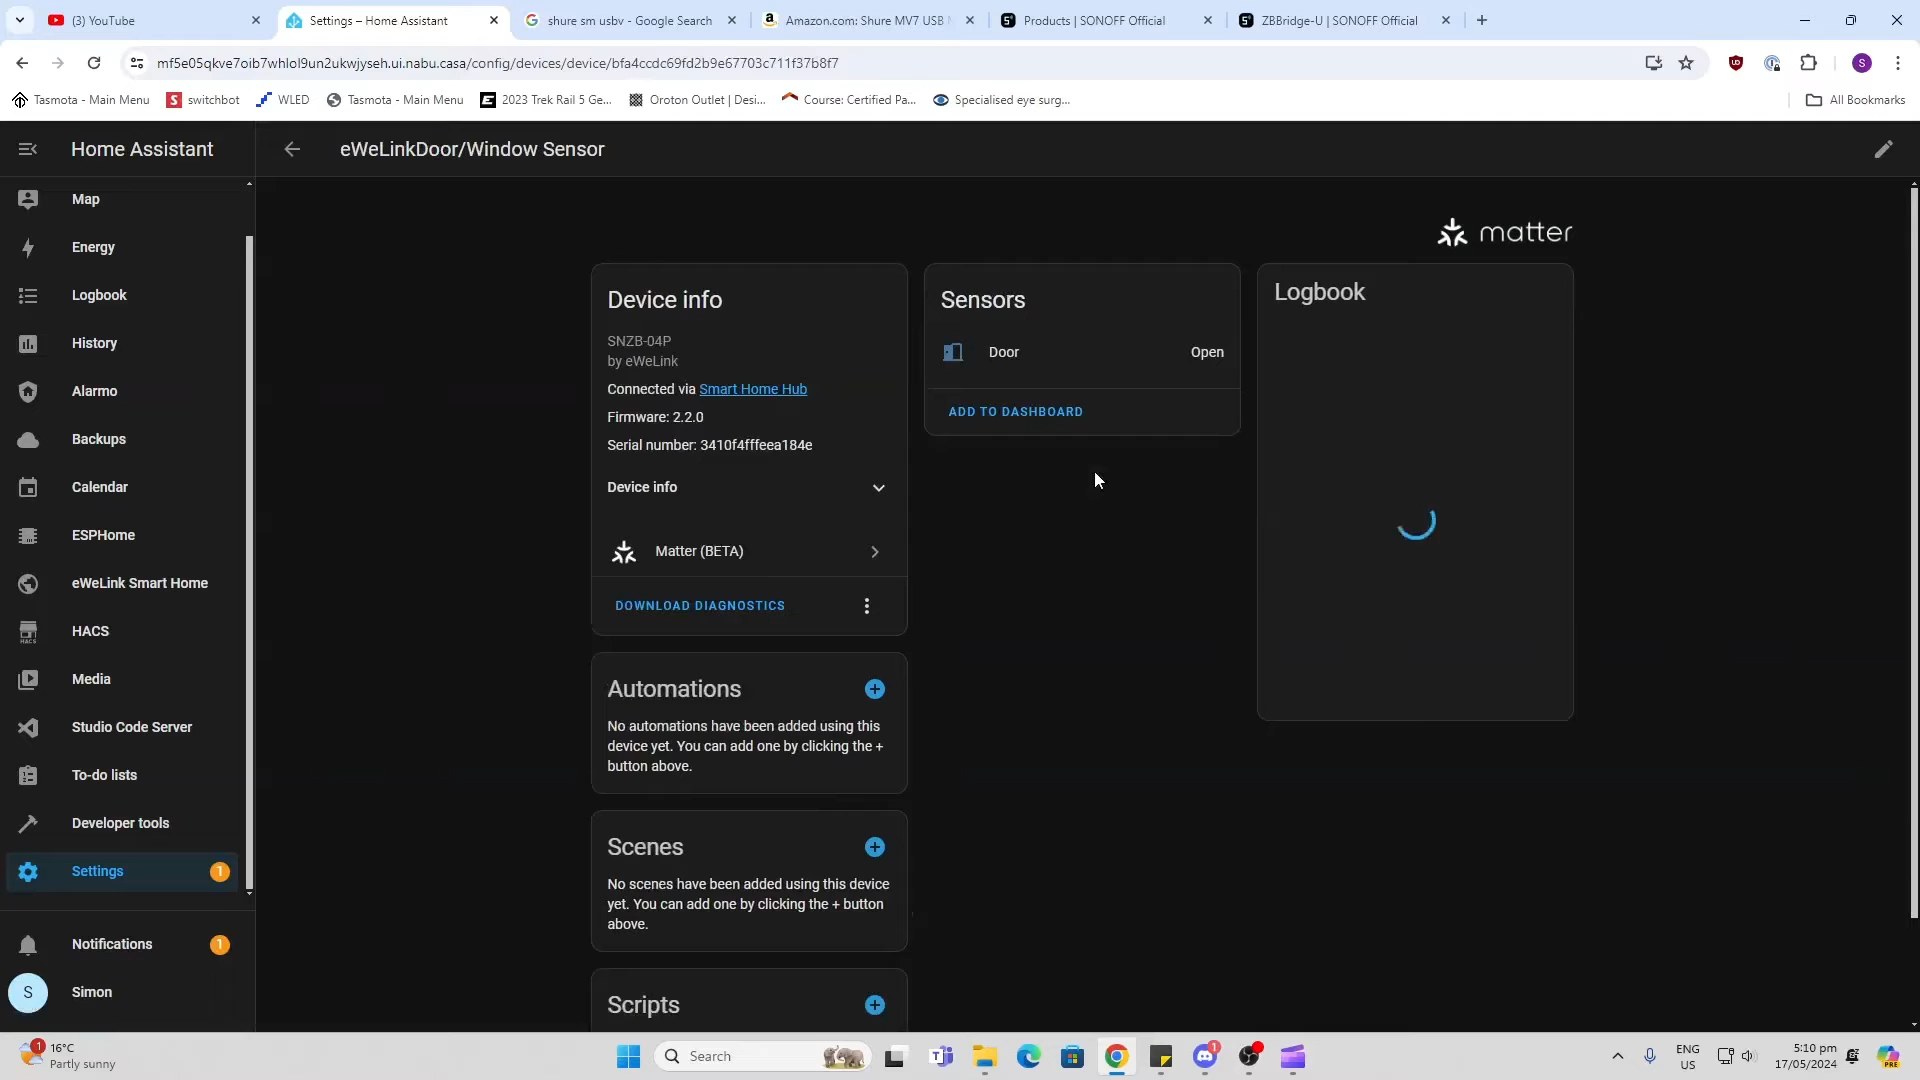 (3) YouTube
Settings – Home Assistant
shure sm usbv - Google Search
Amazon.com: Shure MV7 USB M
Products | SONOFF Official
ZBBridge-U | SONOFF Official
mf5e05qkve7oib7whlol9un2ukwjyseh.ui.nabu.casa/config/devices/device/bfa4ccdc69fd2b9e67703c711f37b8f7
S
Tasmota - Main Menu
switchbot
WLED
Tasmota - Main Menu
2023 Trek Rail 5 Ge...
Oroton Outlet | Desi...
Course: Certified Pa...
Specialised eye surg...
All Bookmarks
Home Assistant
eWeLinkDoor/Window Sensor
Map
Energy
Logbook
History
Alarmo
Backups
Calendar
ESPHome
eWeLink Smart Home
HACS
HACS
Media
Studio Code Server
To-do lists
Developer tools
Settings
1
Notifications
1
S
Simon
matter
Device info
SNZB-04P
by eWeLink
Connected via Smart Home Hub
Firmware: 2.2.0
Serial number: 3410f4fffeea184e
Device info
Matter (BETA)
DOWNLOAD DIAGNOSTICS
Automations
No automations have been added using this
device yet. You can add one by clicking the +
button above.
Scenes
No scenes have been added using this device
yet. You can add one by clicking the + button
above.
Scripts
Sensors
Door
Open
ADD TO DASHBOARD
Logbook
1
16°C
Partly sunny
Search
1
ENG
US
5:10 pm
17/05/2024
PRE